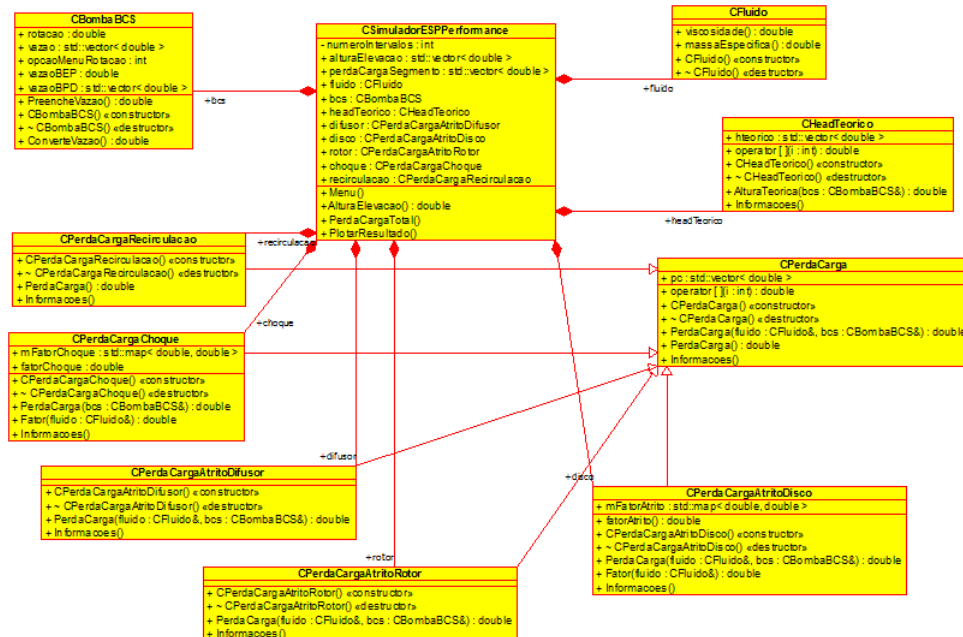 CBombaBCS
+ rotacao : double
+ vazao : std::vector< double >
+ opcaoMenuRotacao : int
+ vazaoBEP : double
+ vazaoBPD : std::vector< double >
+ PreencheVazao() : double
+ CBombaBCS() «constructor»
+ ~ CBombaBCS() «destructor»
+ ConverteVazao() : double
+bcs
CSimuladorESPPerformance
- numeroIntervalos : int
+ alturaElevacao : std::vector< double >
+ perdaCargaSegmento : std::vector< double >
+ fluido : CFluido
+ bcs : CBombaBCS
+ headTeorico : CHeadTeorico
+ difusor : CPerdaCargaAtritoDifusor
+ disco : CPerdaCargaAtritoDisco
+ rotor : CPerdaCargaAtritoRotor
+ choque : CPerdaCargaChoque
+ recirculacao : CPerdaCargaRecirculacao
+ Menu()
+ AlturaElevacao() : double
+ PerdaCargaTotal()
+ PlotarResultado()
CFluido
+ viscosidade() : double
+ massaEspecifica() : double
+ CFluido() «constructor»
+ ~ CFluido() «destructor»
+fluido
CHeadTeorico
+ hteorico : std::vector< double >
+ operator [ ](i : int) : double
+ CHeadTeorico() «constructor»
+ ~ CHeadTeorico() «destructor»
+ AlturaTeorica(bcs : CBombaBCS&) : double
+ Informacoes()
+headTeorico
CPerdaCargaRecirculacao
+ CPerdaCargaRecirculacao() «constructor»
+ ~ CPerdaCargaRecirculacao() «destructor»
+ PerdaCarga() : double
+ Informacoes()
+recirculacao
CPerdaCarga
+ pc : std::vector< double >
+ operator [ ](i : int) : double
+ CPerdaCarga() «constructor»
+ ~ CPerdaCarga() «destructor»
+ PerdaCarga(fluido : CFluido&, bcs : CBombaBCS&) : double
+ PerdaCarga() : double
+ Informacoes()
+choque
CPerdaCargaChoque
+ mFatorChoque : std::map< double, double >
+ fatorChoque : double
+ CPerdaCargaChoque() «constructor»
+ ~ CPerdaCargaChoque() «destructor»
+ PerdaCarga(bcs : CBombaBCS&) : double
+ Fator(fluido : CFluido&) : double
+ Informacoes()
+difusor
CPerdaCargaAtritoDifusor
+ CPerdaCargaAtritoDifusor() «constructor»
+ ~ CPerdaCargaAtritoDifusor() «destructor»
+ PerdaCarga(fluido : CFluido&, bcs : CBombaBCS&) : double
+ Informacoes()
+disco
CPerdaCargaAtritoDisco
+ mFatorAtrito : std::map< double, double >
+ fatorAtrito() : double
+ CPerdaCargaAtritoDisco() «constructor»
+ ~ CPerdaCargaAtritoDisco() «destructor»
+ PerdaCarga(fluido : CFluido&, bcs : CBombaBCS&) : double
+ Fator(fluido : CFluido&) : double
+ Informacoes()
+rotor
CPerdaCargaAtritoRotor
+ CPerdaCargaAtritoRotor() «constructor»
+ ~ CPerdaCargaAtritoRotor() «destructor»
+ PerdaCarga(fluido : CFluido&, bcs : CBombaBCS&) : double
+ Informacoes()